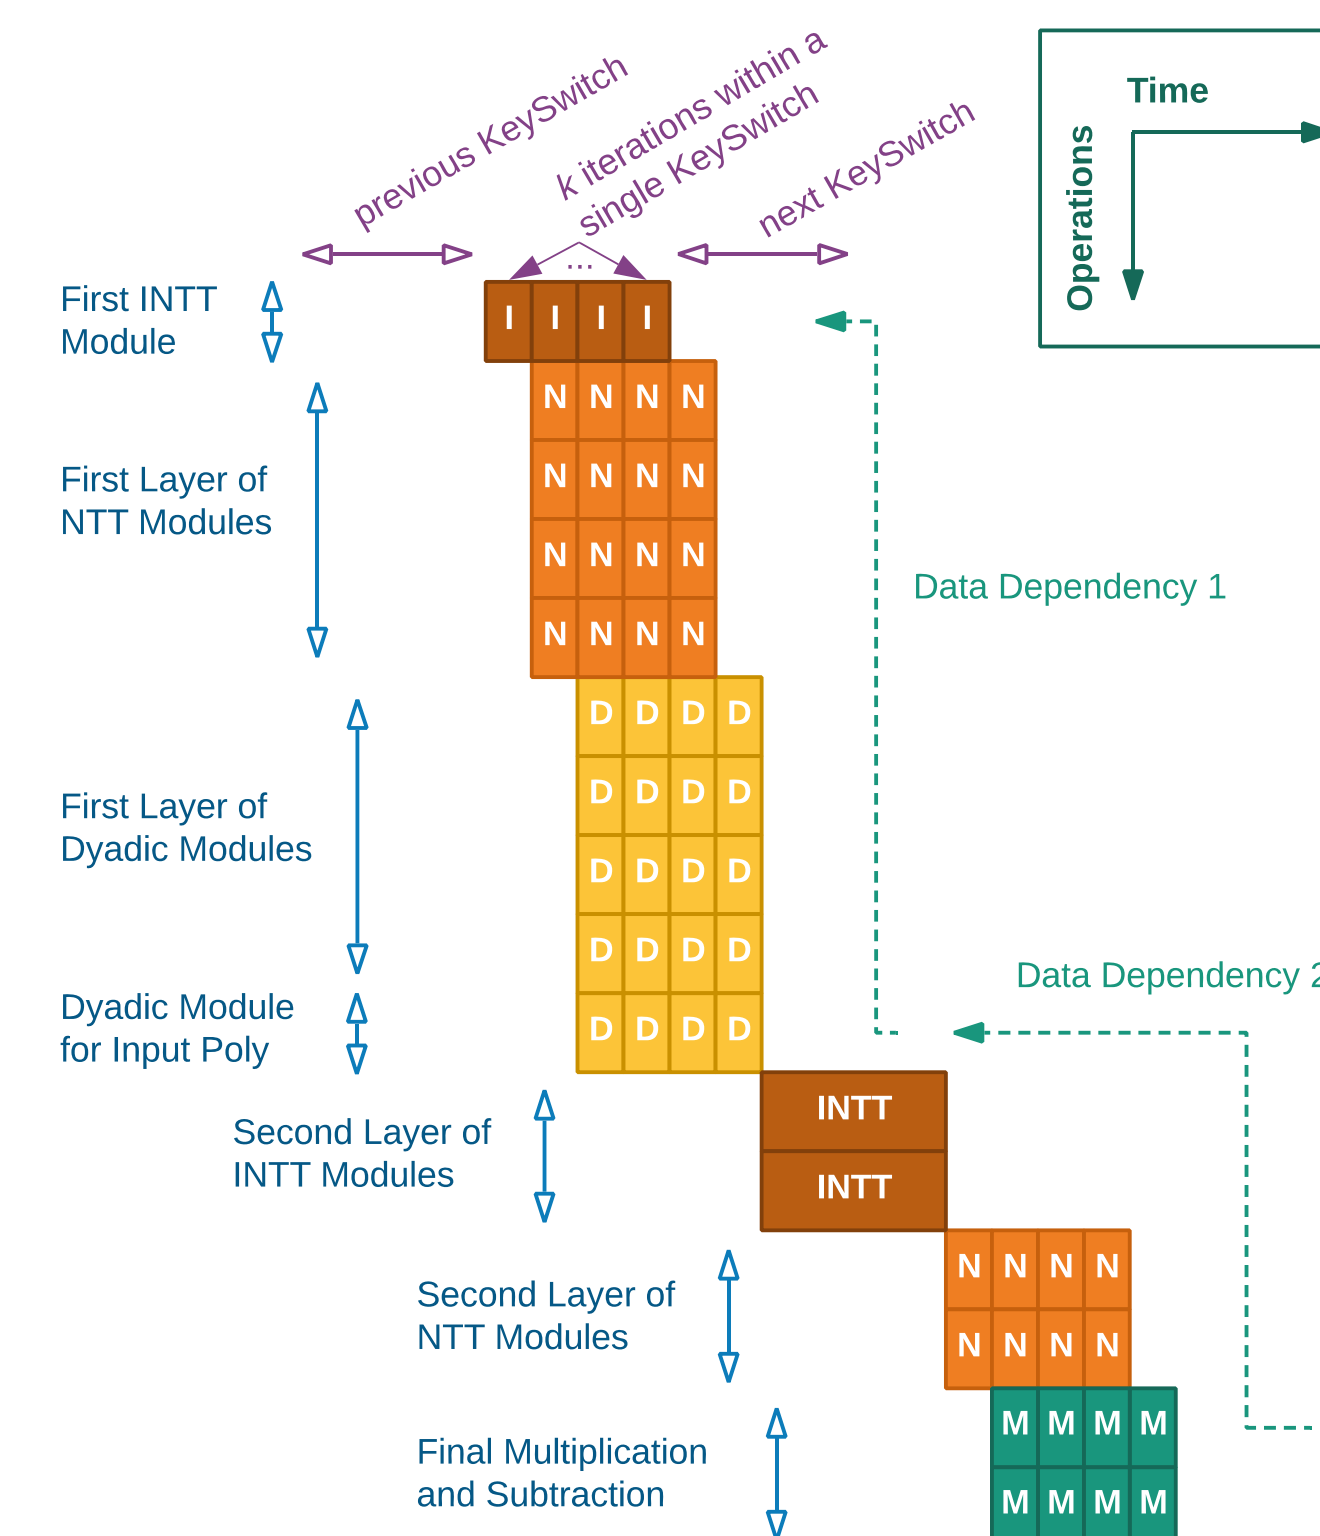 previous KeySwitch
k iterations within a
single KeySwitch
next KeySwitch
...
Time
Operations
First INTT
Module
I I I I
First Layer of
NTT Modules
N N N N
N N N N
N N N N
N N N N
Data Dependency 1
First Layer of
Dyadic Modules
D D D D
D D D D
D D D D
D D D D
Dyadic Module
for Input Poly
D D D D
Data Dependency 2
Second Layer of
INTT Modules
INTT
INTT
Second Layer of
NTT Modules
N N N N
N N N N
Final Multiplication
and Subtraction
M M M M
M M M M